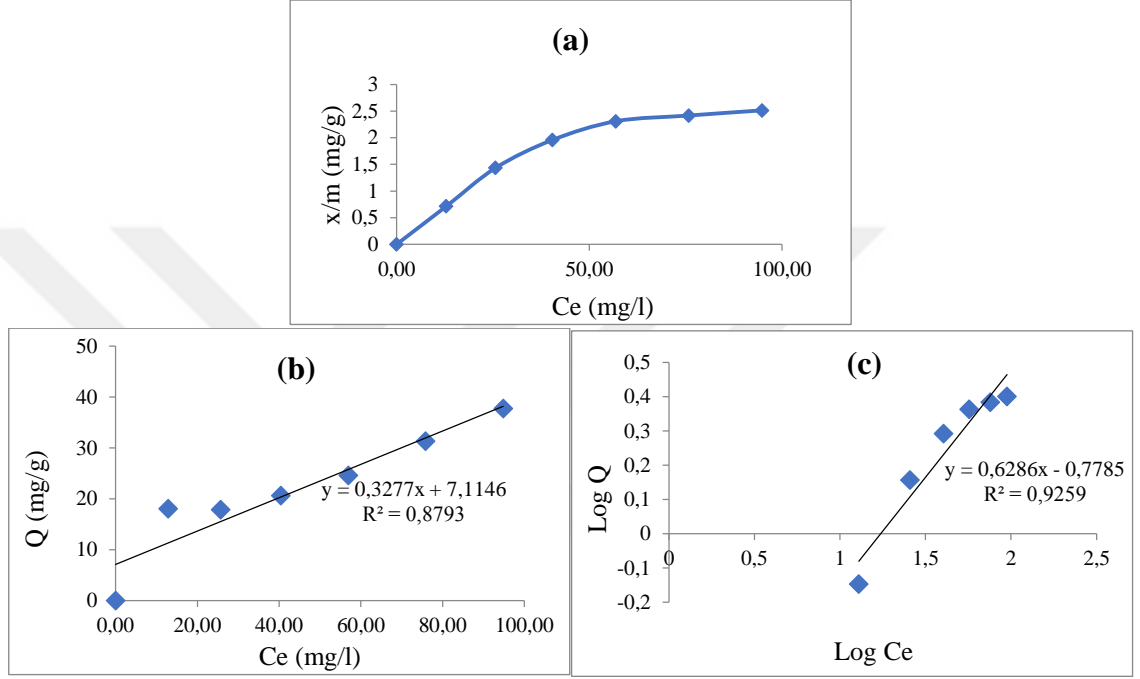 (a)
x/m (mg/g)
3
2,5
2
1,5
1
0,5
0
0,00 50,00 100,00
Ce (mg/l)
(b)
Q (mg/g)
50
40
30
20
10
0
y = 0,3277x + 7,1146
R² = 0,8793
0,00 20,00 40,00 60,00 80,00 100,00
Ce (mg/l)
(c)
Log Q
0,5
0,4
0,3
0,2
0,1
0
-0,1
-0,2
y = 0,6286x - 0,7785
R² = 0,9259
0 0,5 1 1,5 2 2,5
Log Ce